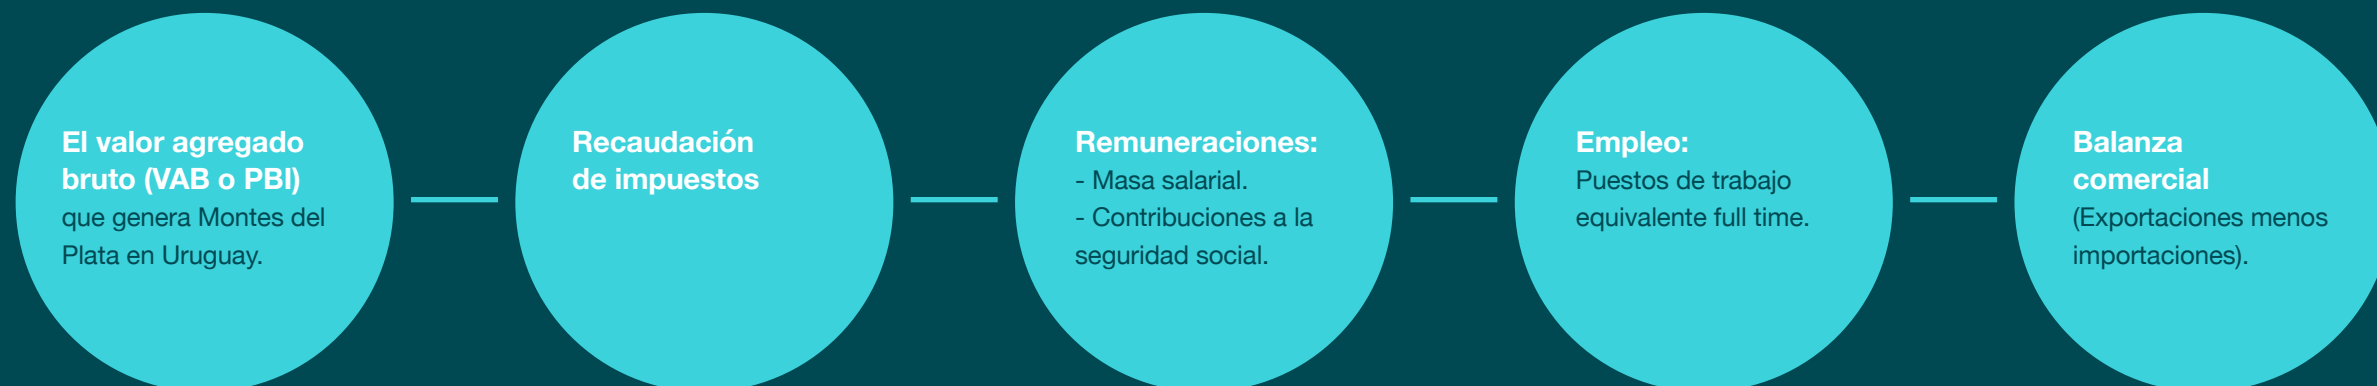 El valor agregado
bruto (VAB o PBI)
que genera Montes del
Plata en Uruguay.
Recaudación
de impuestos
Remuneraciones:
- Masa salarial.
- Contribuciones a la
seguridad social.
Empleo:
Puestos de trabajo
equivalente full time.
Balanza
comercial
(Exportaciones menos
importaciones).